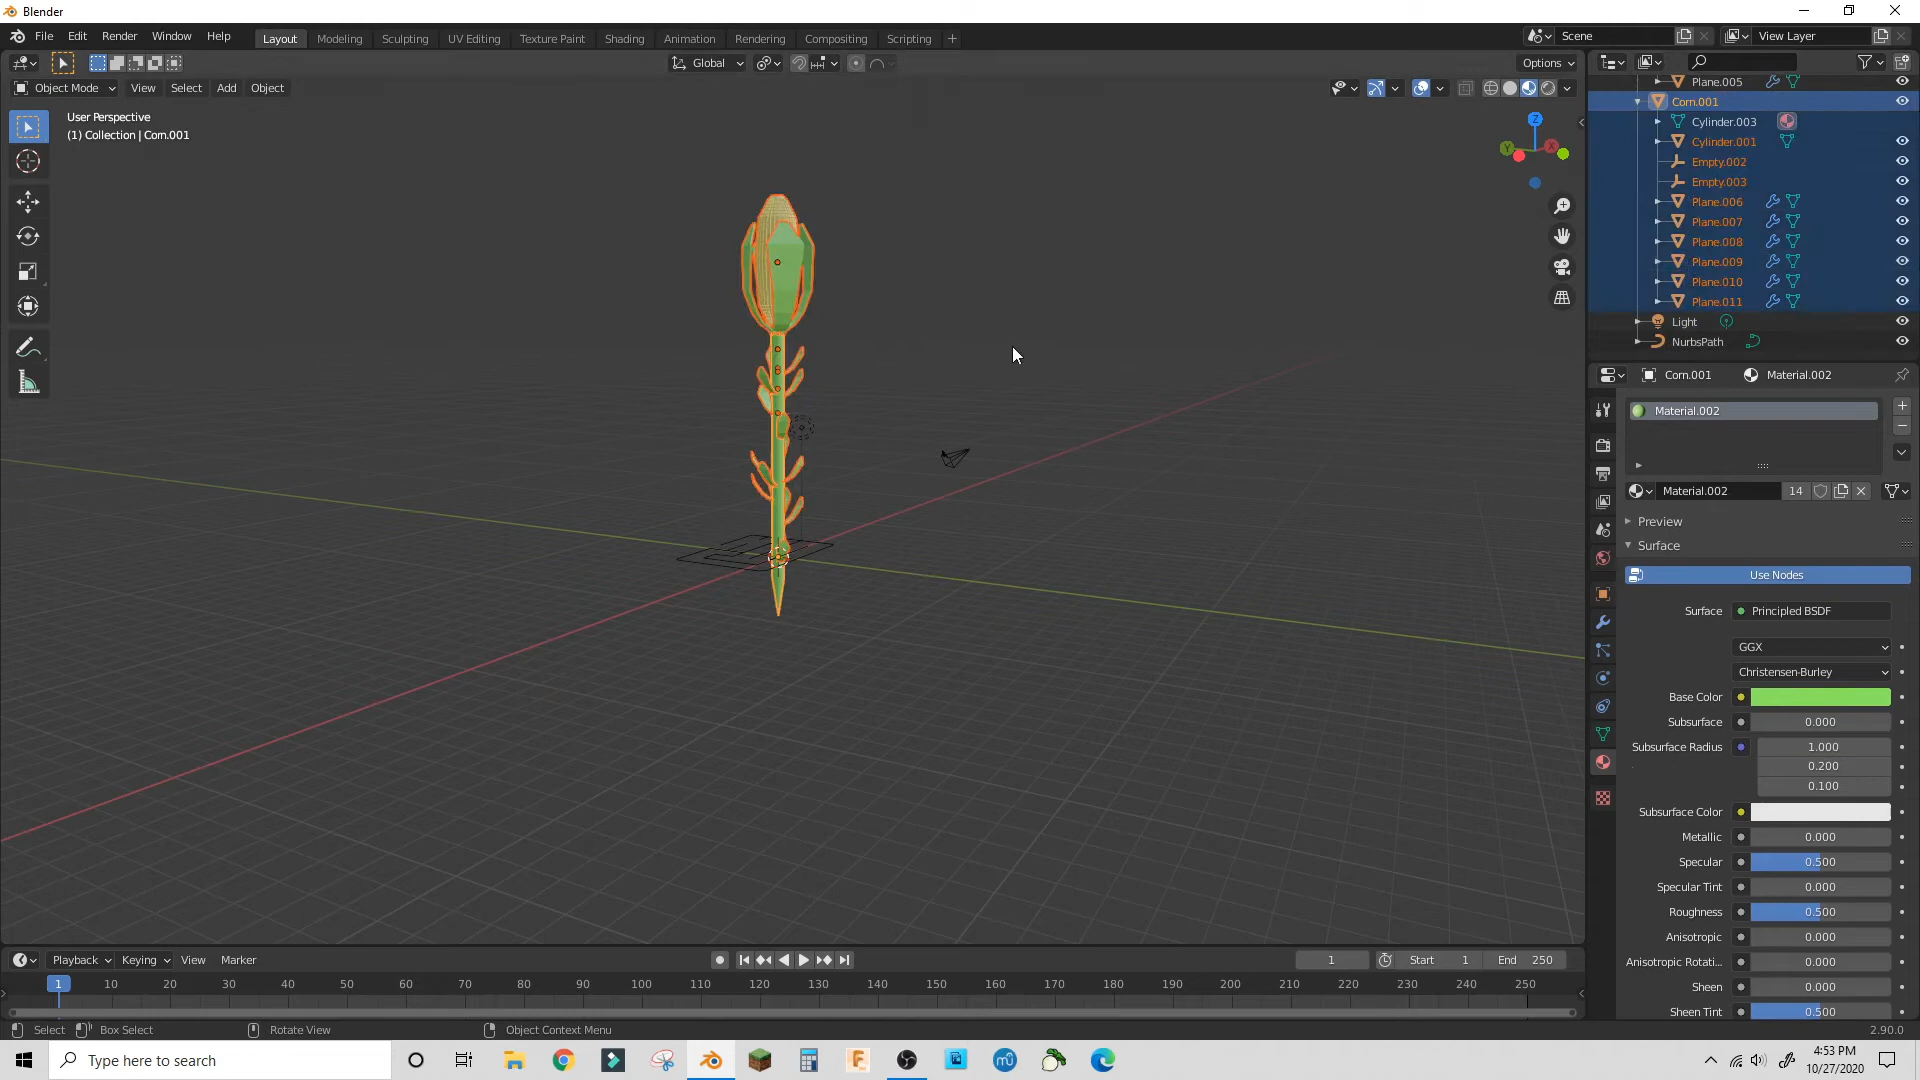 Blender
File Edit Render Window Help
Layout Modeling Sculpting UV Editing Texture Paint Shading Animation Rendering Compositing Scripting +
Scene
View Layer
Global
Options
Object Mode View Select Add Object
User Perspective
(1) Collection | Corn.001
Z
Y
X
Plane.005
Corn.001
Cylinder.003
Cylinder.001
Empty.002
Empty.003
Plane.006
Plane.007
Plane.008
Plane.009
Plane.010
Plane.011
Light
NurbsPath
Corn.001 Material.002
Material.002
Material.002 14
Preview
Surface
Use Nodes
Surface Principled BSDF
GGX
Christensen-Burley
Base Color
Subsurface 0.000
Subsurface Radius 1.000
0.200
0.100
Subsurface Color
Metallic 0.000
Specular 0.500
Specular Tint 0.000
Roughness 0.500
Anisotropic 0.000
Anisotropic Rotati... 0.000
Sheen 0.000
Sheen Tint 0.500
Playback Keying View Marker
1 Start 1 End 250
1 10 20 30 40 50 60 70 80 90 100 110 120 130 140 150 160 170 180 190 200 210 220 230 240 250
Select Box Select Rotate View Object Context Menu
2.90.0
Type here to search
4:53 PM
10/27/2020